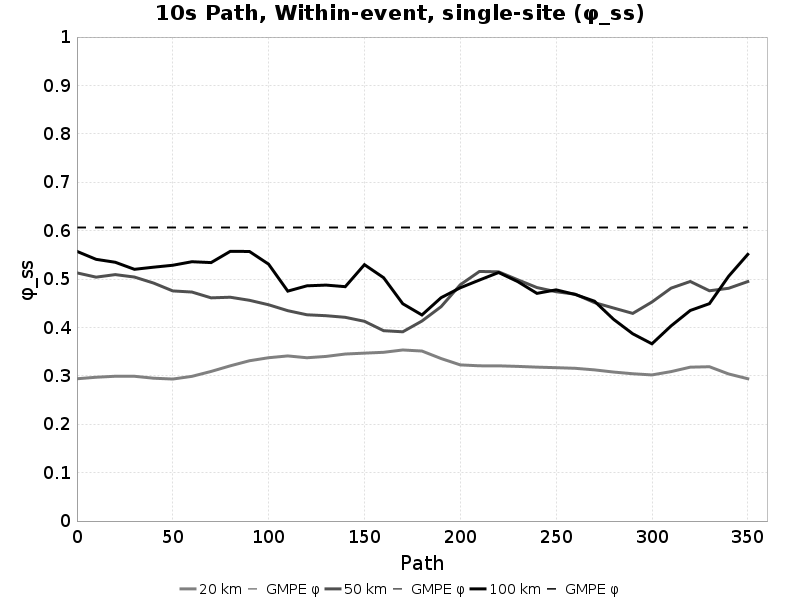 10s Path, Within-event, single-site (φ_ss)
1
0.9
0.8
0.7
0.6
0.5
0.4
0.3
0.2
0.1
0
φ_ss
0 50 100 150 200 250 300 350
Path
20 km GMPE φ 50 km GMPE φ 100 km GMPE φ